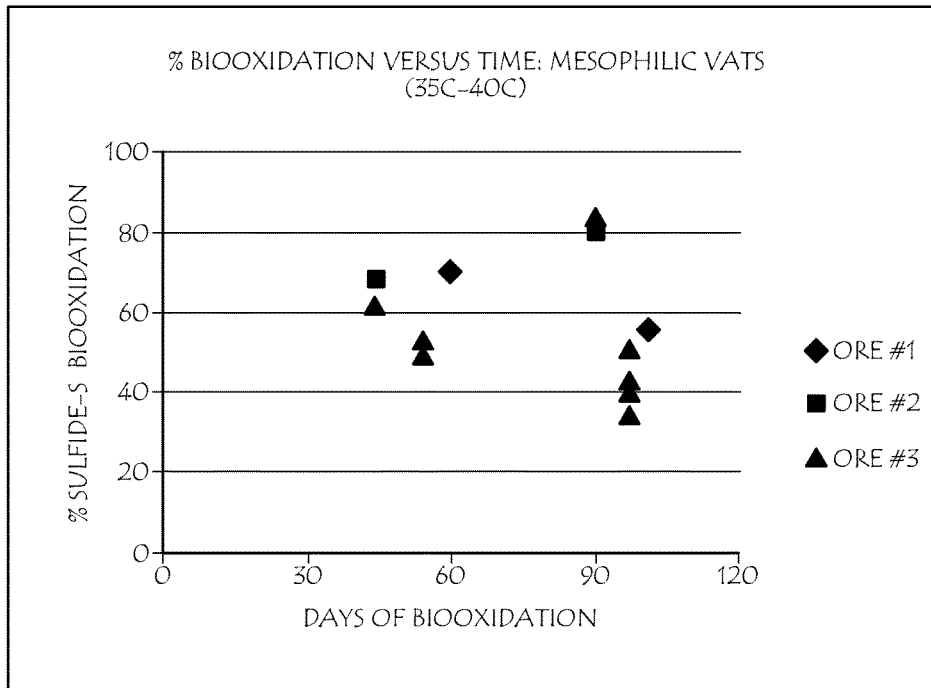 % BIOOXIDATION VERSUS TIME: MESOPHILIC VATS
(35C-40C)
% SULFIDE-S BIOOXIDATION
100
80
60
40
20
0
0 30 60 90 120
DAYS OF BIOOXIDATION
ORE #1
ORE #2
ORE #3